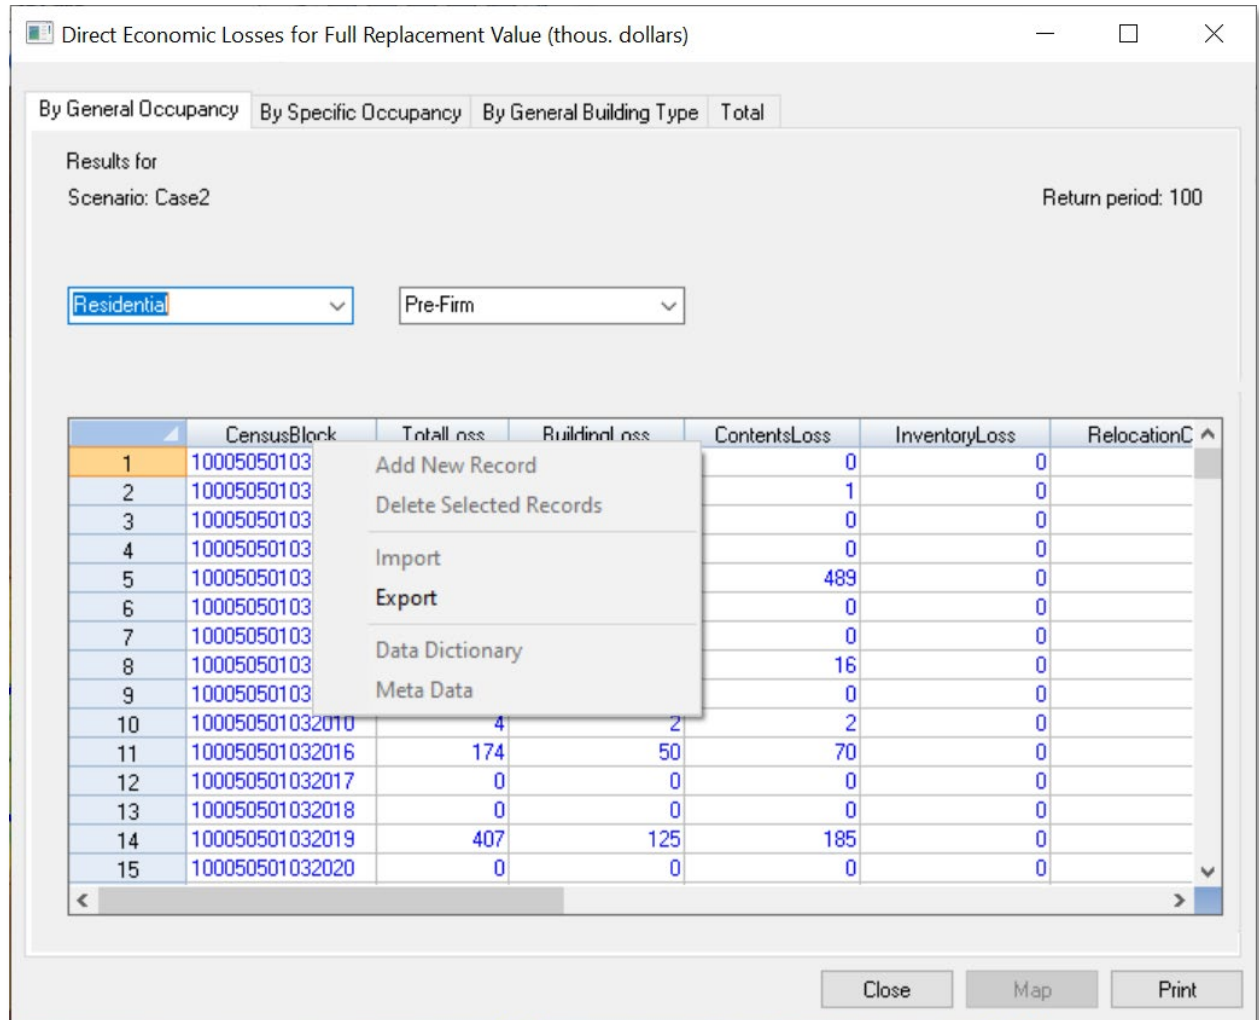 Direct Economic Losses for Full Replacement Value (thous. dollars)
By General Occupancy By Specific Occupancy By General Building Type Total
Results for
Scenario: Case2 Return period: 100
Residential Pre-Firm
CensusBlock TotalLoss BuildingLoss ContentsLoss InventoryLoss RelocationC
1 10005050103 0 0
2 10005050103 1 0
3 10005050103 0 0
4 10005050103 0 0
5 10005050103 489 0
6 10005050103 0 0
7 10005050103 0 0
8 10005050103 16 0
9 10005050103 0 0
10 100050501032010 4 2 2 0
11 100050501032016 174 50 70 0
12 100050501032017 0 0 0 0
13 100050501032018 0 0 0 0
14 100050501032019 407 125 185 0
15 100050501032020 0 0 0 0
Add New Record
Delete Selected Records
Import
Export
Data Dictionary
Meta Data
Close Map Print